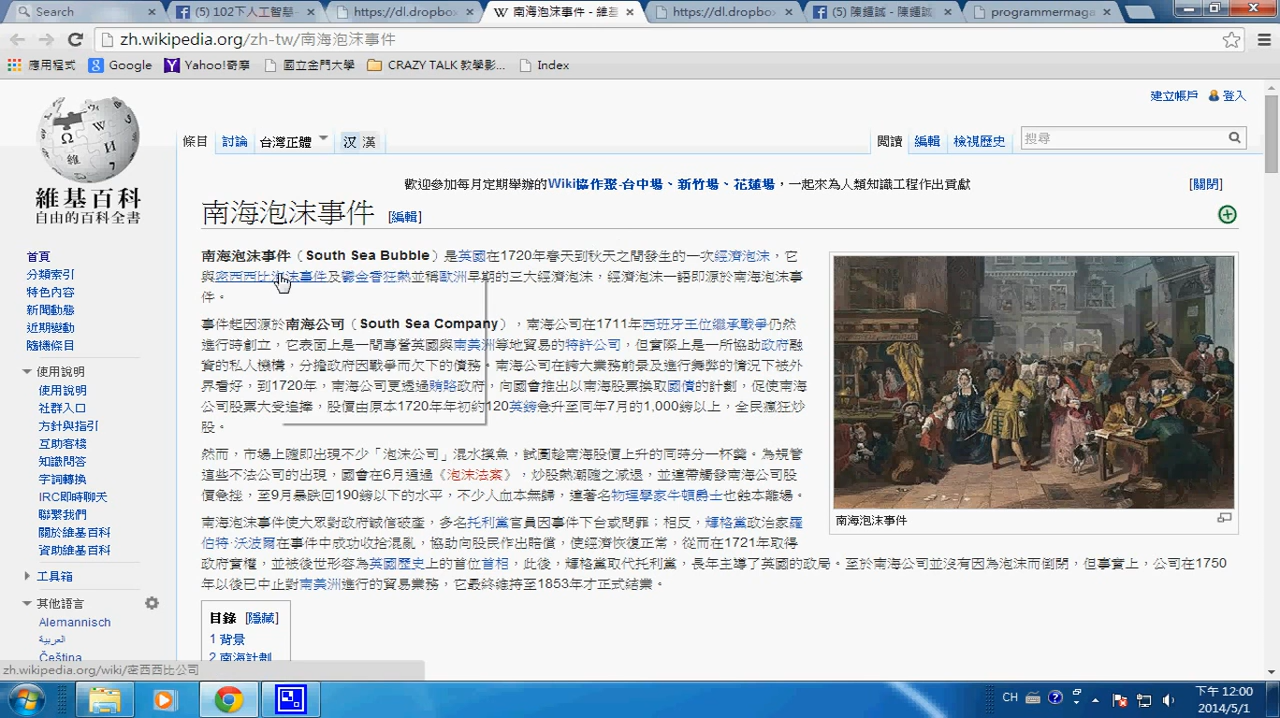 Search
(5) 102下人工智慧 -
https://dl.dropbox
南海泡沫事件 - 維基
https://dl.dropbox
(5) 陳鍾誠 - 陳鍾誠
programmermaga
zh.wikipedia.org/zh-tw/南海泡沫事件
應用程式 Google Yahoo!奇摩 國立金門大學 CRAZY TALK 教學影... Index
建立帳戶 登入
條目 討論 台灣正體 汉 漢 閱讀 編輯 檢視歷史 搜尋
維基百科
自由的百科全書
歡迎參加每月定期舉辦的Wiki協作聚-台中場、新竹場、花蓮場，一起來為人類知識工程作出貢獻 [關閉]
南海泡沫事件 [編輯]
南海泡沫事件（South Sea Bubble）是英國在1720年春天到秋天之間發生的一次經濟泡沫，它
與密西西比泡沫事件及鬱金香狂熱並稱歐洲早期的三大經濟泡沫，經濟泡沫一語即源於南海泡沫事
件。
事件起因源於南海公司（South Sea Company），南海公司在1711年西班牙王位繼承戰爭仍然
進行時創立，它表面上是一間專營英國與南美洲等地貿易的特許公司，但實際上是一所協助政府融
資的私人機構，分擔政府因戰爭而欠下的債務。南海公司在誇大業務前景及進行舞弊的情況下被外
界看好，到1720年，南海公司更透過賄賂政府，向國會推出以南海股票換取國債的計劃，促使南海
公司股票大受追捧，股價由原本1720年年初約120英鎊急升至同年7月的1,000鎊以上，全民瘋狂炒
股。
然而，市場上隨即出現不少「泡沫公司」混水摸魚，試圖趁南海股價上升的同時分一杯羹。為規管
這些不法公司的出現，國會在6月通過《泡沫法案》，炒股熱潮隨之減退，並連帶觸發南海公司股
價急挫，至9月暴跌回190鎊以下的水平，不少人血本無歸，連著名物理學家牛頓爵士也蝕本離場。
南海泡沫事件使大眾對政府誠信破產，多名托利黨官員因事件下台或問罪；相反，輝格黨政治家羅
伯特·沃波爾在事件中成功收拾混亂，協助向股民作出賠償，使經濟恢復正常，從而在1721年取得
政府實權，並被後世形容為英國歷史上的首位首相，此後，輝格黨取代托利黨，長年主導了英國的政局。至於南海公司並沒有因為泡沫而倒閉，但事實上，公司在1750
年以後已中止對南美洲進行的貿易業務，它最終維持至1853年才正式結業。
南海泡沫事件
目錄 [隱藏]
1 背景
2 南海計劃
首頁
分類索引
特色內容
新聞動態
近期變動
隨機條目
使用說明
使用說明
社群入口
方針與指引
互助客棧
知識問答
字詞轉換
IRC即時聊天
聯繫我們
關於維基百科
資助維基百科
工具箱
其他語言
Alemannisch
العربية
Čeština
zh.wikipedia.org/wiki/密西西比公司
CH
下午 12:00
2014/5/1